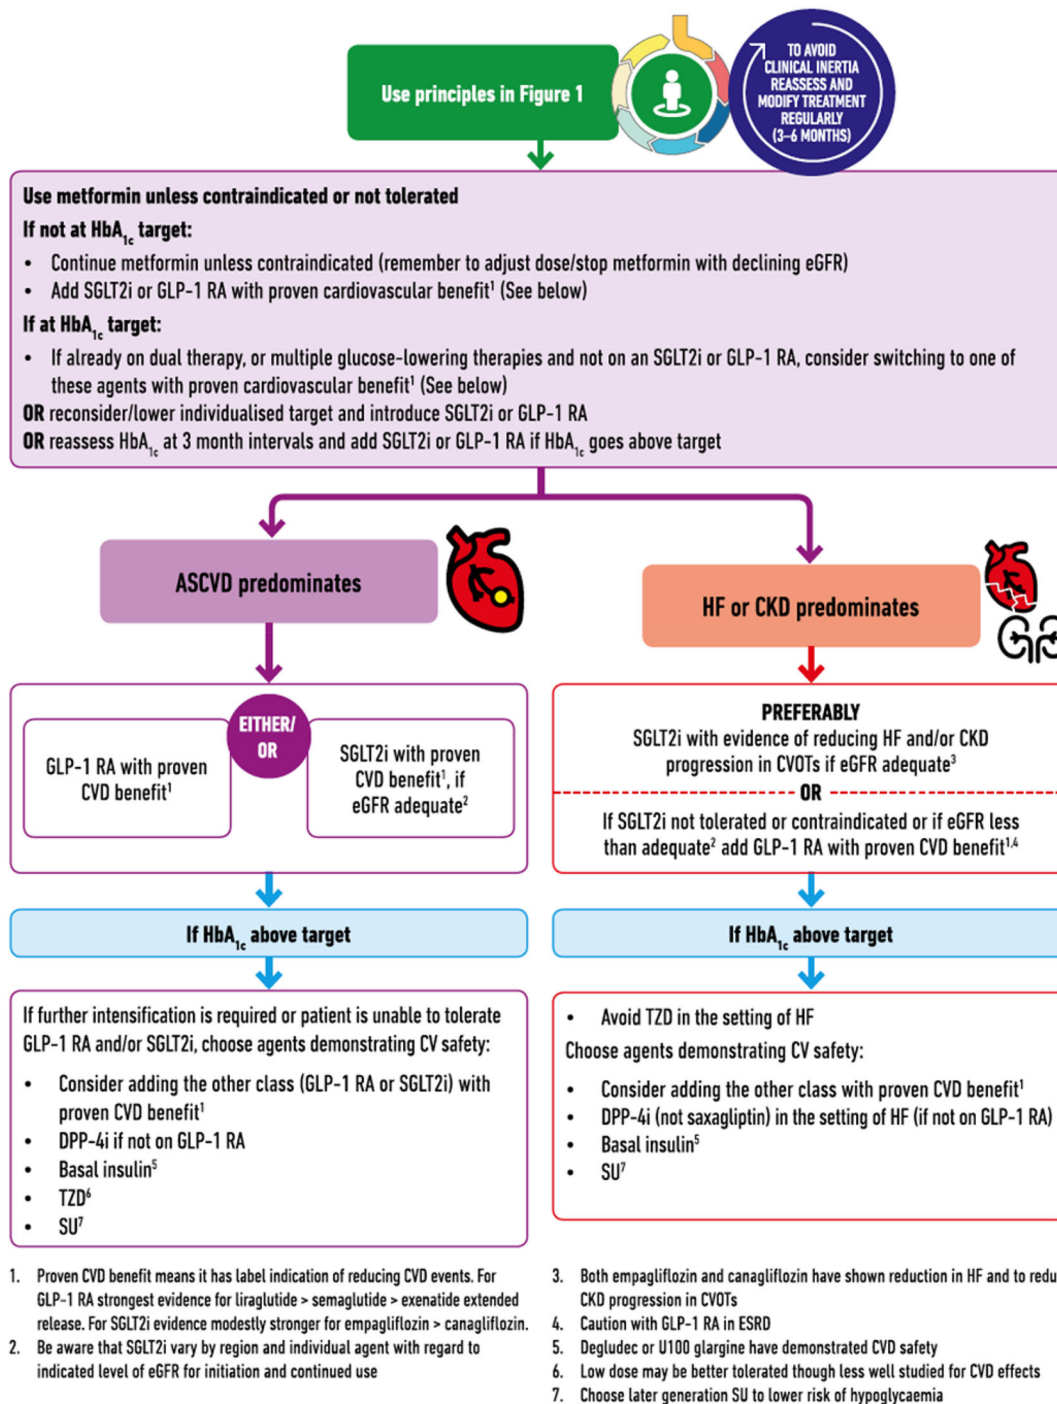 Use principles in Figure 1
TO AVOID
CLINICAL INERTIA
REASSESS AND
MODIFY TREATMENT
REGULARLY
(3–6 MONTHS)
Use metformin unless contraindicated or not tolerated
If not at HbA1c target:
• Continue metformin unless contraindicated (remember to adjust dose/stop metformin with declining eGFR)
• Add SGLT2i or GLP-1 RA with proven cardiovascular benefit¹ (See below)
If at HbA1c target:
• If already on dual therapy, or multiple glucose-lowering therapies and not on an SGLT2i or GLP-1 RA, consider switching to one of
these agents with proven cardiovascular benefit¹ (See below)
OR reconsider/lower individualised target and introduce SGLT2i or GLP-1 RA
OR reassess HbA1c at 3 month intervals and add SGLT2i or GLP-1 RA if HbA1c goes above target
ASCVD predominates
EITHER/
OR
GLP-1 RA with proven
CVD benefit¹
SGLT2i with proven
CVD benefit¹, if
eGFR adequate²
If HbA1c above target
If further intensification is required or patient is unable to tolerate
GLP-1 RA and/or SGLT2i, choose agents demonstrating CV safety:
• Consider adding the other class (GLP-1 RA or SGLT2i) with
proven CVD benefit¹
• DPP-4i if not on GLP-1 RA
• Basal insulin⁵
• TZD⁶
• SU⁷
HF or CKD predominates
PREFERABLY
SGLT2i with evidence of reducing HF and/or CKD
progression in CVOTs if eGFR adequate³
OR
If SGLT2i not tolerated or contraindicated or if eGFR less
than adequate² add GLP-1 RA with proven CVD benefit¹,⁴
If HbA1c above target
• Avoid TZD in the setting of HF
Choose agents demonstrating CV safety:
• Consider adding the other class with proven CVD benefit¹
• DPP-4i (not saxagliptin) in the setting of HF (if not on GLP-1 RA)
• Basal insulin⁵
• SU⁷
1. Proven CVD benefit means it has label indication of reducing CVD events. For
GLP-1 RA strongest evidence for liraglutide > semaglutide > exenatide extended
release. For SGLT2i evidence modestly stronger for empagliflozin > canagliflozin.
2. Be aware that SGLT2i vary by region and individual agent with regard to
indicated level of eGFR for initiation and continued use
3. Both empagliflozin and canagliflozin have shown reduction in HF and to redu
CKD progression in CVOTs
4. Caution with GLP-1 RA in ESRD
5. Degludec or U100 glargine have demonstrated CVD safety
6. Low dose may be better tolerated though less well studied for CVD effects
7. Choose later generation SU to lower risk of hypoglycaemia